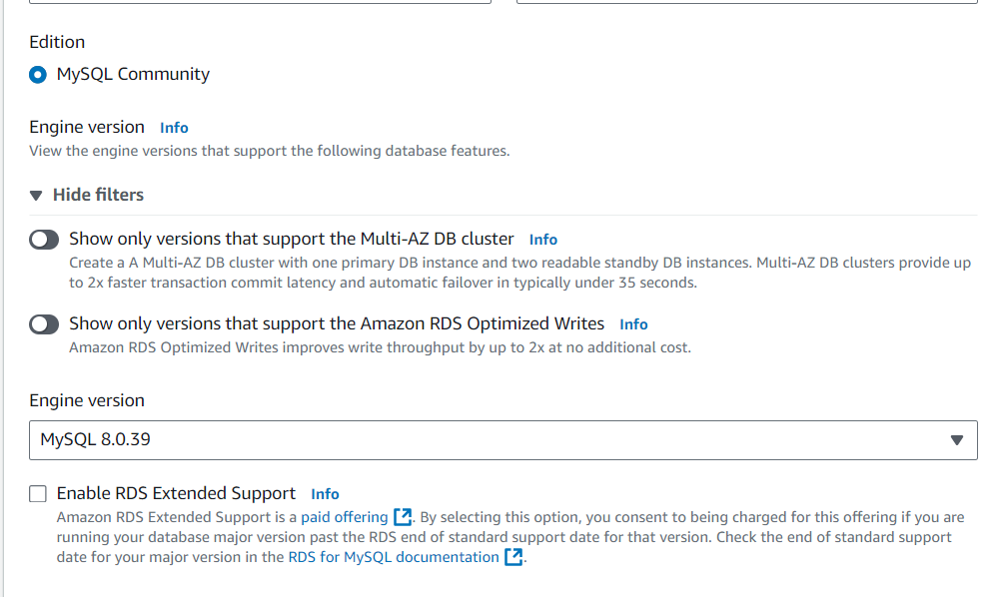 Edition
MySQL Community
Engine version Info
View the engine versions that support the following database features.
Hide filters
Show only versions that support the Multi-AZ DB cluster Info
Create a A Multi-AZ DB cluster with one primary DB instance and two readable standby DB instances. Multi-AZ DB clusters provide up
to 2x faster transaction commit latency and automatic failover in typically under 35 seconds.
Show only versions that support the Amazon RDS Optimized Writes Info
Amazon RDS Optimized Writes improves write throughput by up to 2x at no additional cost.
Engine version
MySQL 8.0.39
Enable RDS Extended Support Info
Amazon RDS Extended Support is a paid offering. By selecting this option, you consent to being charged for this offering if you are
running your database major version past the RDS end of standard support date for that version. Check the end of standard support
date for your major version in the RDS for MySQL documentation.